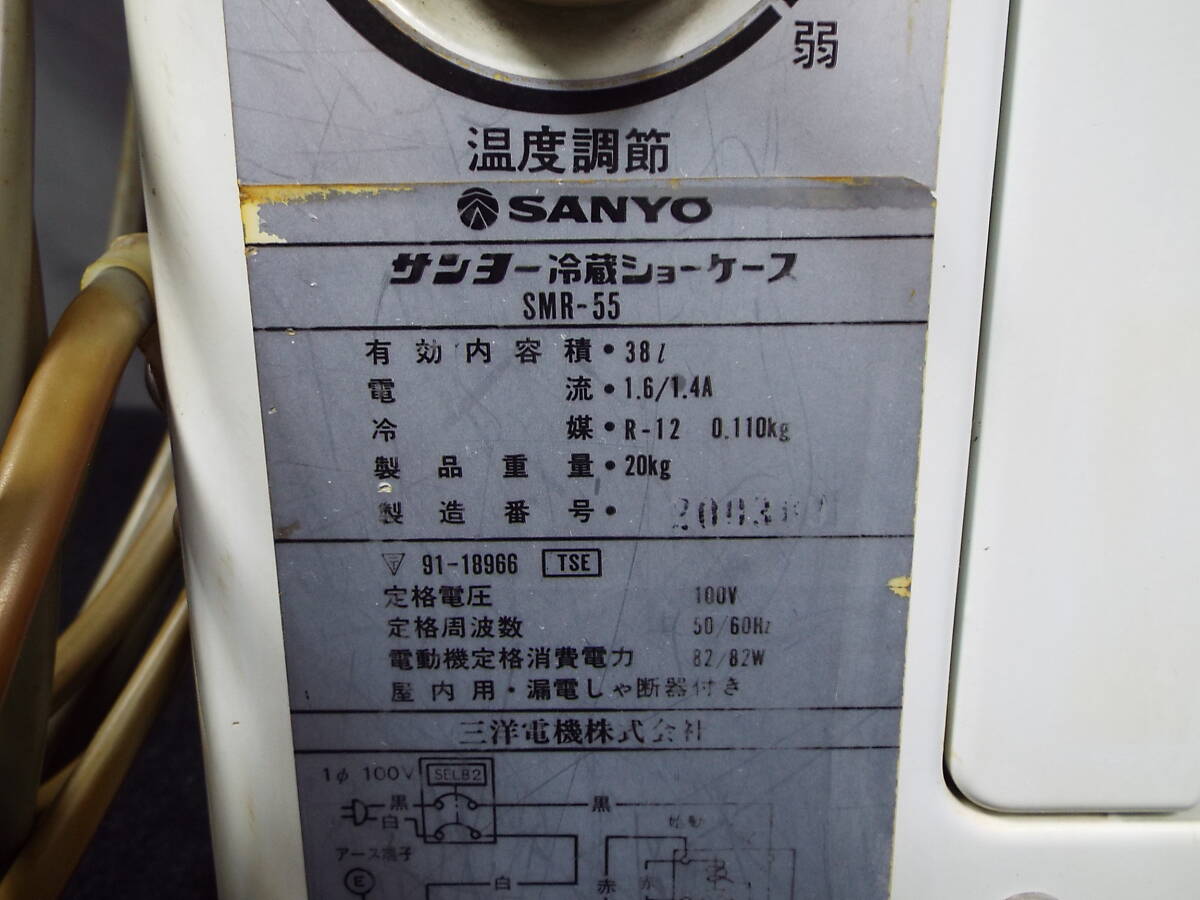 弱
温度調節
SANYO
サンヨー冷蔵ショーケース
SMR-55
有効内容積・38ℓ
電流・1.6/1.4A
冷媒・R-12 0.110kg
製品重量・20kg
製造番号・
91-18966 TSE
定格電圧 100V
定格周波数 50/60Hz
電動機定格消費電力 82/82W
屋内用・漏電しゃ断器付き
三洋電機株式会社
1φ 100V SELB2
黒 黒
白
始動
アース端子
E 白 赤 赤